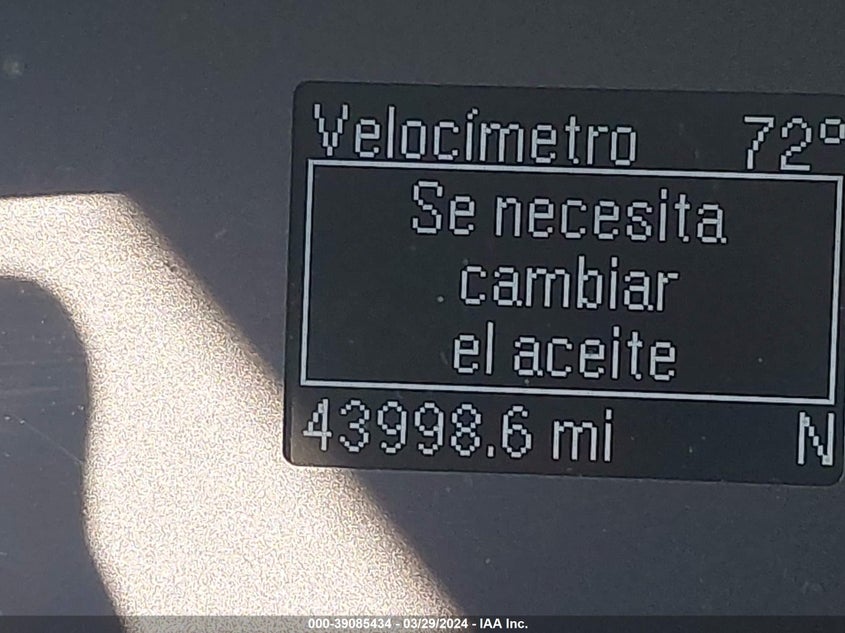 Velocímetro 72°
Se necesita
cambiar
el aceite
43998.6 mi N
000-39085434 - 03/29/2024 - IAA Inc.